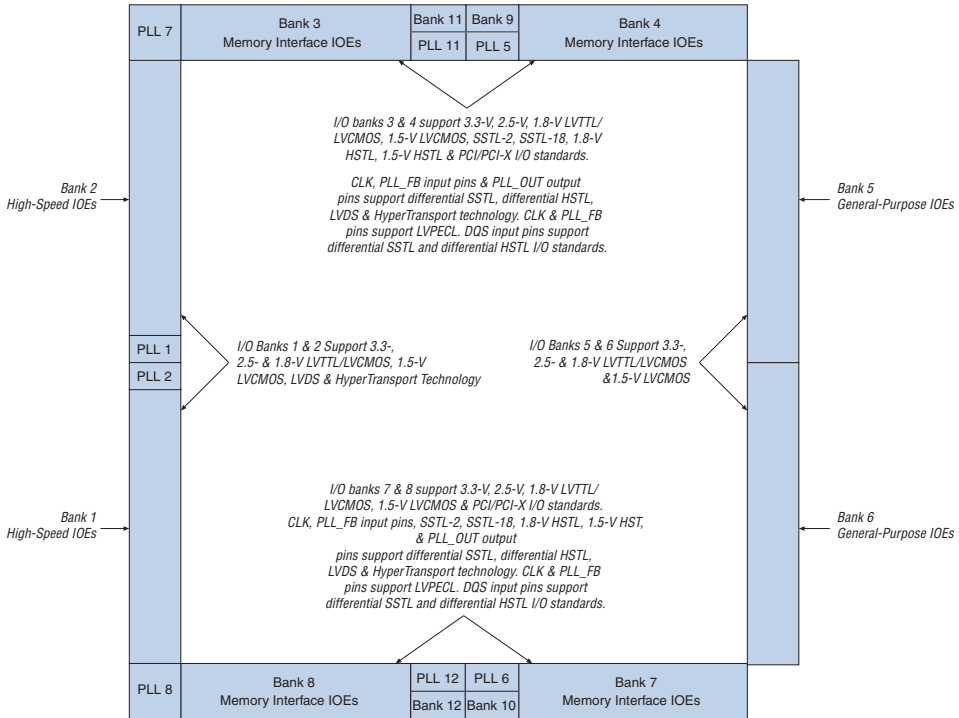 PLL 7
Bank 3
Memory Interface IOEs
Bank 11
Bank 9
PLL 11
PLL 5
Bank 4
Memory Interface IOEs
I/O banks 3 & 4 support 3.3-V, 2.5-V, 1.8-V LVTTL/
LVCMOS, 1.5-V LVCMOS, SSTL-2, SSTL-18, 1.8-V
HSTL, 1.5-V HSTL & PCI/PCI-X I/O standards.
CLK, PLL_FB input pins & PLL_OUT output
pins support differential SSTL, differential HSTL,
LVDS & HyperTransport technology. CLK & PLL_FB
pins support LVPECL. DQS input pins support
differential SSTL and differential HSTL I/O standards.
Bank 2
High-Speed IOEs
Bank 5
General-Purpose IOEs
PLL 1
PLL 2
I/O Banks 1 & 2 Support 3.3-,
2.5- & 1.8-V LVTTL/LVCMOS, 1.5-V
LVCMOS, LVDS & HyperTransport Technology
I/O Banks 5 & 6 Support 3.3-,
2.5- & 1.8-V LVTTL/LVCMOS
&1.5-V LVCMOS
I/O banks 7 & 8 support 3.3-V, 2.5-V, 1.8-V LVTTL/
LVCMOS, 1.5-V LVCMOS & PCI/PCI-X I/O standards.
CLK, PLL_FB input pins, SSTL-2, SSTL-18, 1.8-V HSTL, 1.5-V HST,
& PLL_OUT output
pins support differential SSTL, differential HSTL,
LVDS & HyperTransport technology. CLK & PLL_FB
pins support LVPECL. DQS input pins support
differential SSTL and differential HSTL I/O standards.
Bank 1
High-Speed IOEs
Bank 6
General-Purpose IOEs
PLL 8
Bank 8
Memory Interface IOEs
PLL 12
PLL 6
Bank 12
Bank 10
Bank 7
Memory Interface IOEs